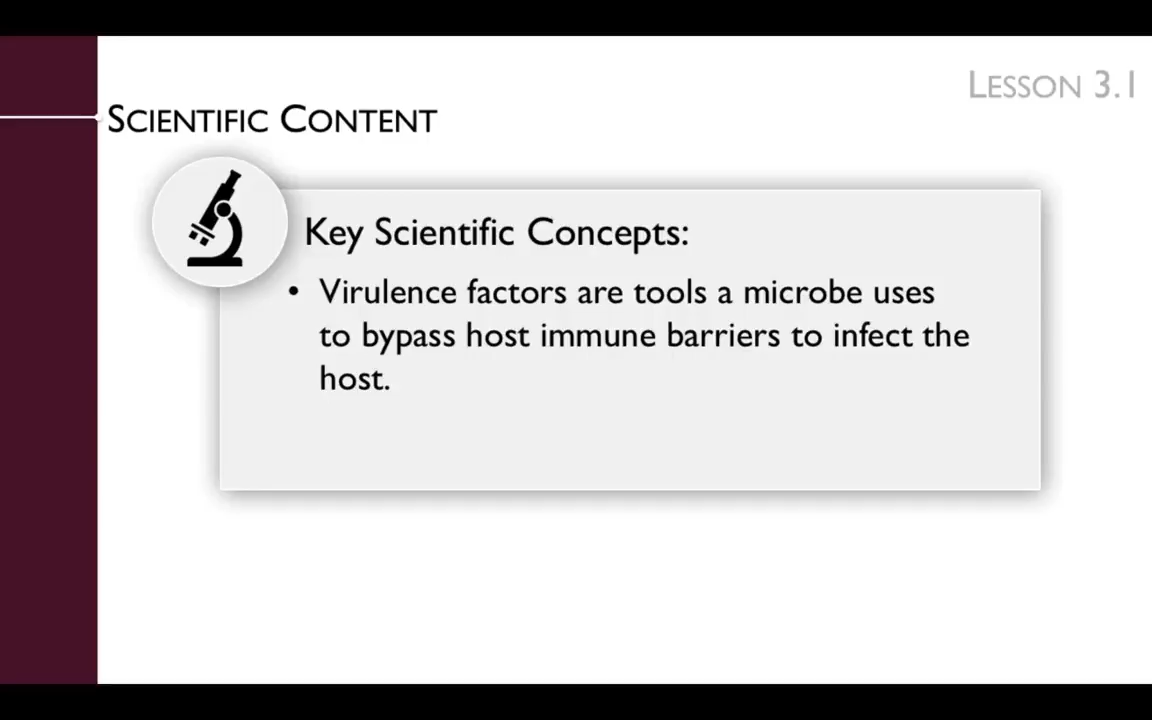 LESSON 3.1
SCIENTIFIC CONTENT
Key Scientific Concepts:
• Virulence factors are tools a microbe uses
to bypass host immune barriers to infect the
host.